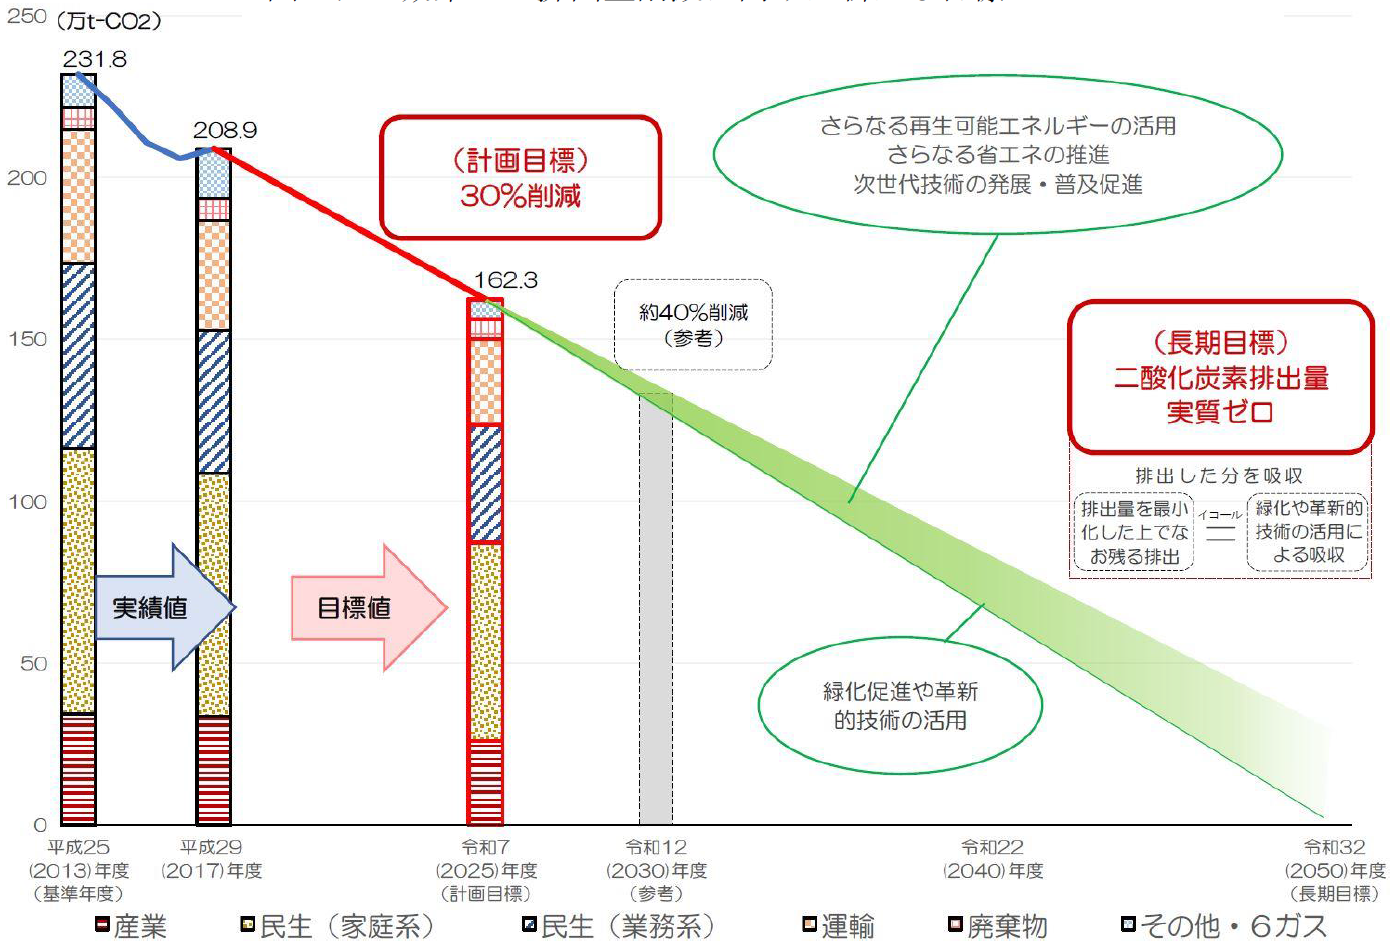 250
(万t-CO2)
231.8
208.9
200
(計画目標)
30%削減
さらなる再生可能エネルギーの活用
さらなる省エネの推進
次世代技術の発展・普及促進
162.3
約40%削減
(参考)
150
(長期目標)
二酸化炭素排出量
実質ゼロ
排出した分を吸収
排出量を最小
化した上でな
お残る排出
イコール
＝
緑化や革新的
技術の活用に
よる吸収
100
実績値
目標値
50
緑化促進や革新
的技術の活用
0
平成25
(2013)年度
(基準年度)
平成29
(2017)年度
令和7
(2025)年度
(計画目標)
令和12
(2030)年度
(参考)
令和22
(2040)年度
令和32
(2050)年度
(長期目標)
産業
民生（家庭系）
民生（業務系）
運輸
廃棄物
その他・６ガス